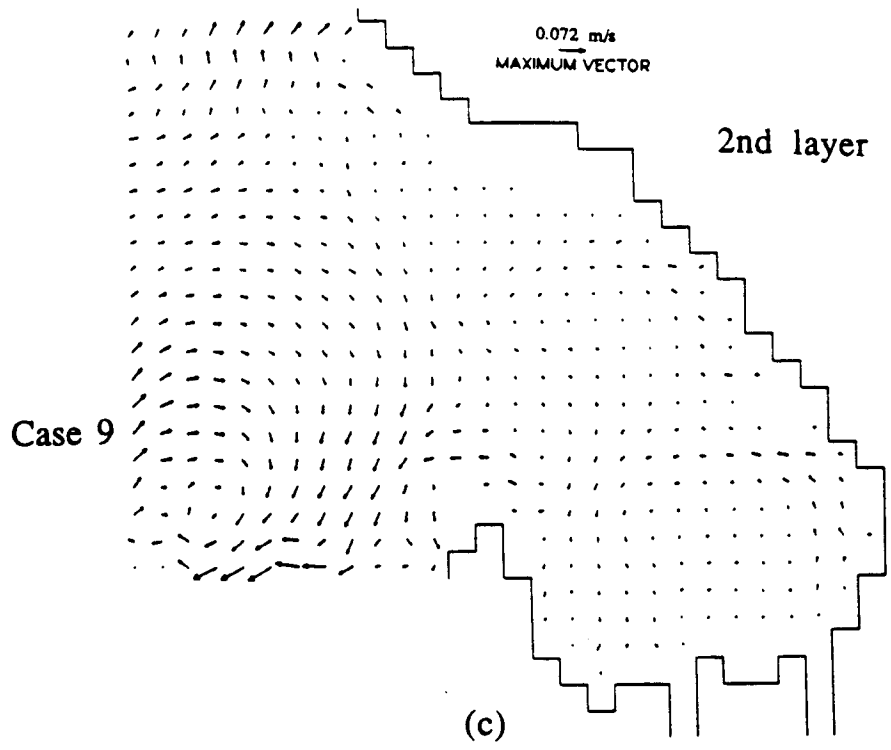 0.072 m/s
MAXIMUM VECTOR
2nd layer
Case 9
(c)